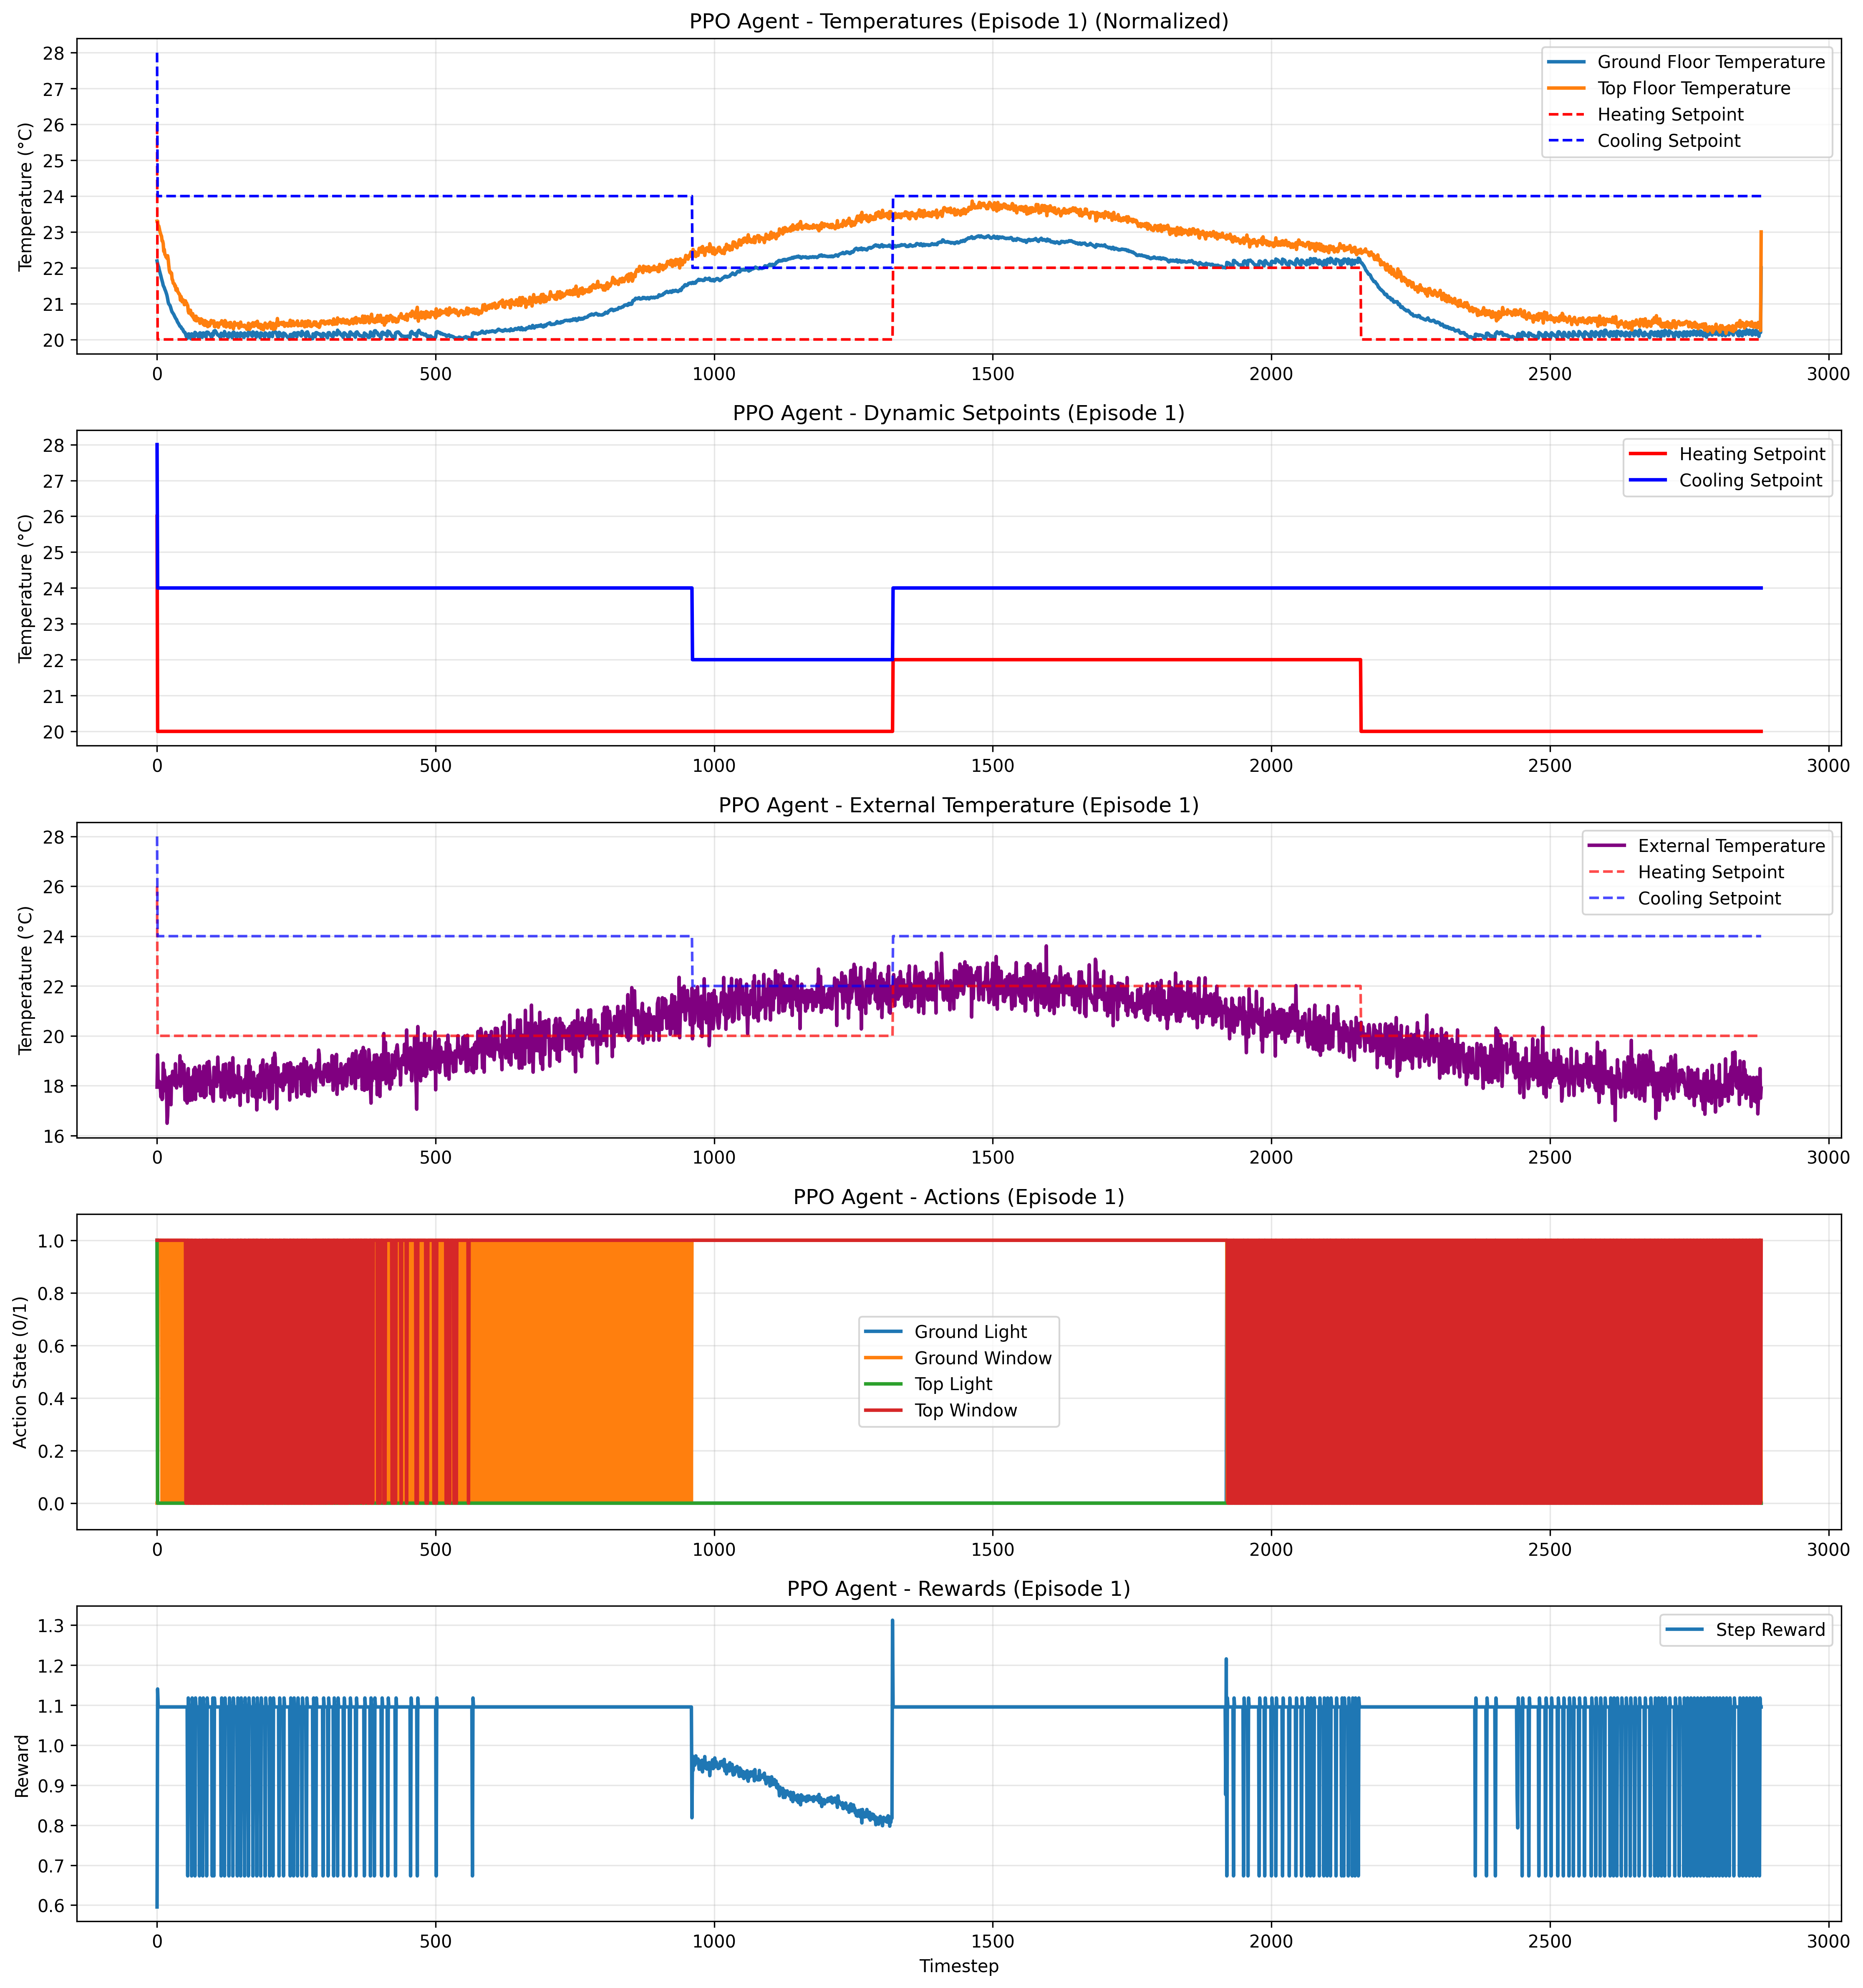 PPO Agent - Temperatures (Episode 1) (Normalized)
Temperature (°C)
28
27
26
25
24
23
22
21
20
Ground Floor Temperature
Top Floor Temperature
Heating Setpoint
Cooling Setpoint
0 500 1000 1500 2000 2500 3000
PPO Agent - Dynamic Setpoints (Episode 1)
Temperature (°C)
28
27
26
25
24
23
22
21
20
Heating Setpoint
Cooling Setpoint
0 500 1000 1500 2000 2500 3000
PPO Agent - External Temperature (Episode 1)
Temperature (°C)
28
26
24
22
20
18
16
External Temperature
Heating Setpoint
Cooling Setpoint
0 500 1000 1500 2000 2500 3000
PPO Agent - Actions (Episode 1)
Action State (0/1)
1.0
0.8
0.6
0.4
0.2
0.0
Ground Light
Ground Window
Top Light
Top Window
0 500 1000 1500 2000 2500 3000
PPO Agent - Rewards (Episode 1)
Reward
1.3
1.2
1.1
1.0
0.9
0.8
0.7
0.6
Step Reward
0 500 1000 1500 2000 2500 3000
Timestep